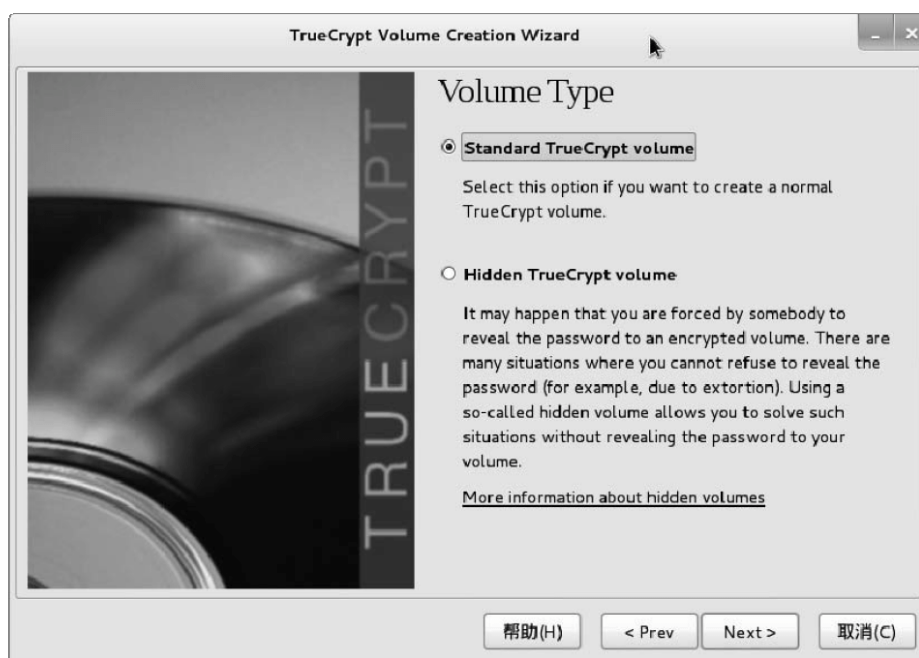 TrueCrypt Volume Creation Wizard
TRUECRYPT
Volume Type
Standard TrueCrypt volume
Select this option if you want to create a normal
TrueCrypt volume.
Hidden TrueCrypt volume
It may happen that you are forced by somebody to
reveal the password to an encrypted volume. There are
many situations where you cannot refuse to reveal the
password (for example, due to extortion). Using a
so-called hidden volume allows you to solve such
situations without revealing the password to your
volume.
More information about hidden volumes
帮助(H)
< Prev
Next >
取消(C)